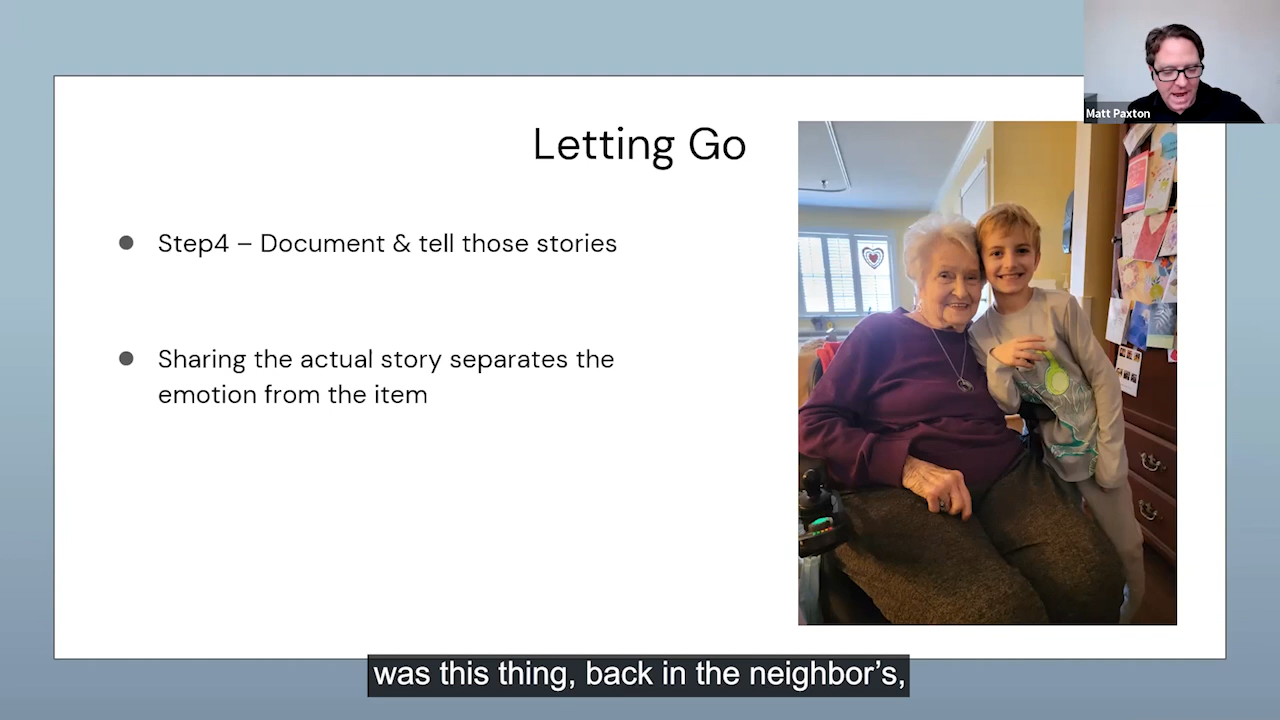 Matt Paxton
Letting Go
Step4 – Document & tell those stories
Sharing the actual story separates the
emotion from the item
was this thing, back in the neighbor’s,